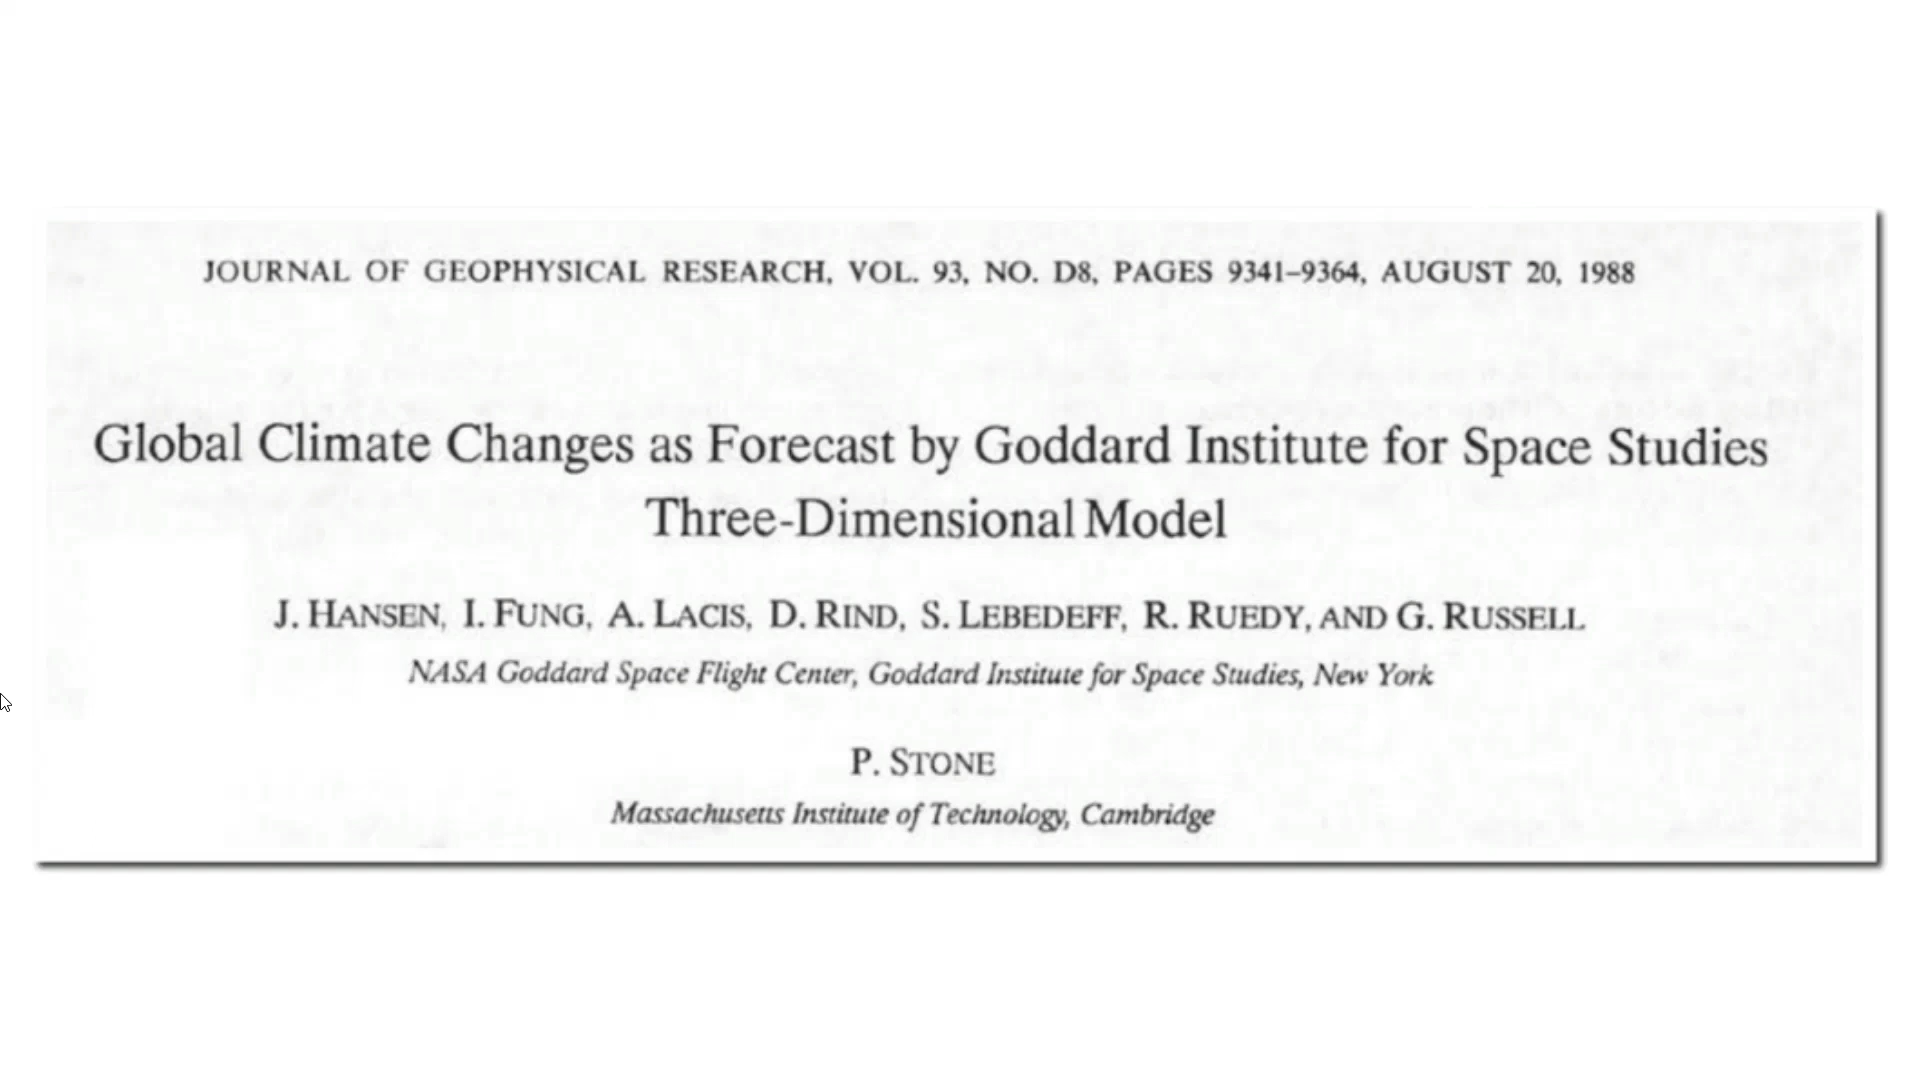 JOURNAL OF GEOPHYSICAL RESEARCH, VOL. 93, NO. D8, PAGES 9341–9364, AUGUST 20, 1988
Global Climate Changes as Forecast by Goddard Institute for Space Studies
Three-Dimensional Model
J. HANSEN, I. FUNG, A. LACIS, D. RIND, S. LEBEDEFF, R. RUEDY, AND G. RUSSELL
NASA Goddard Space Flight Center, Goddard Institute for Space Studies, New York
P. STONE
Massachusetts Institute of Technology, Cambridge